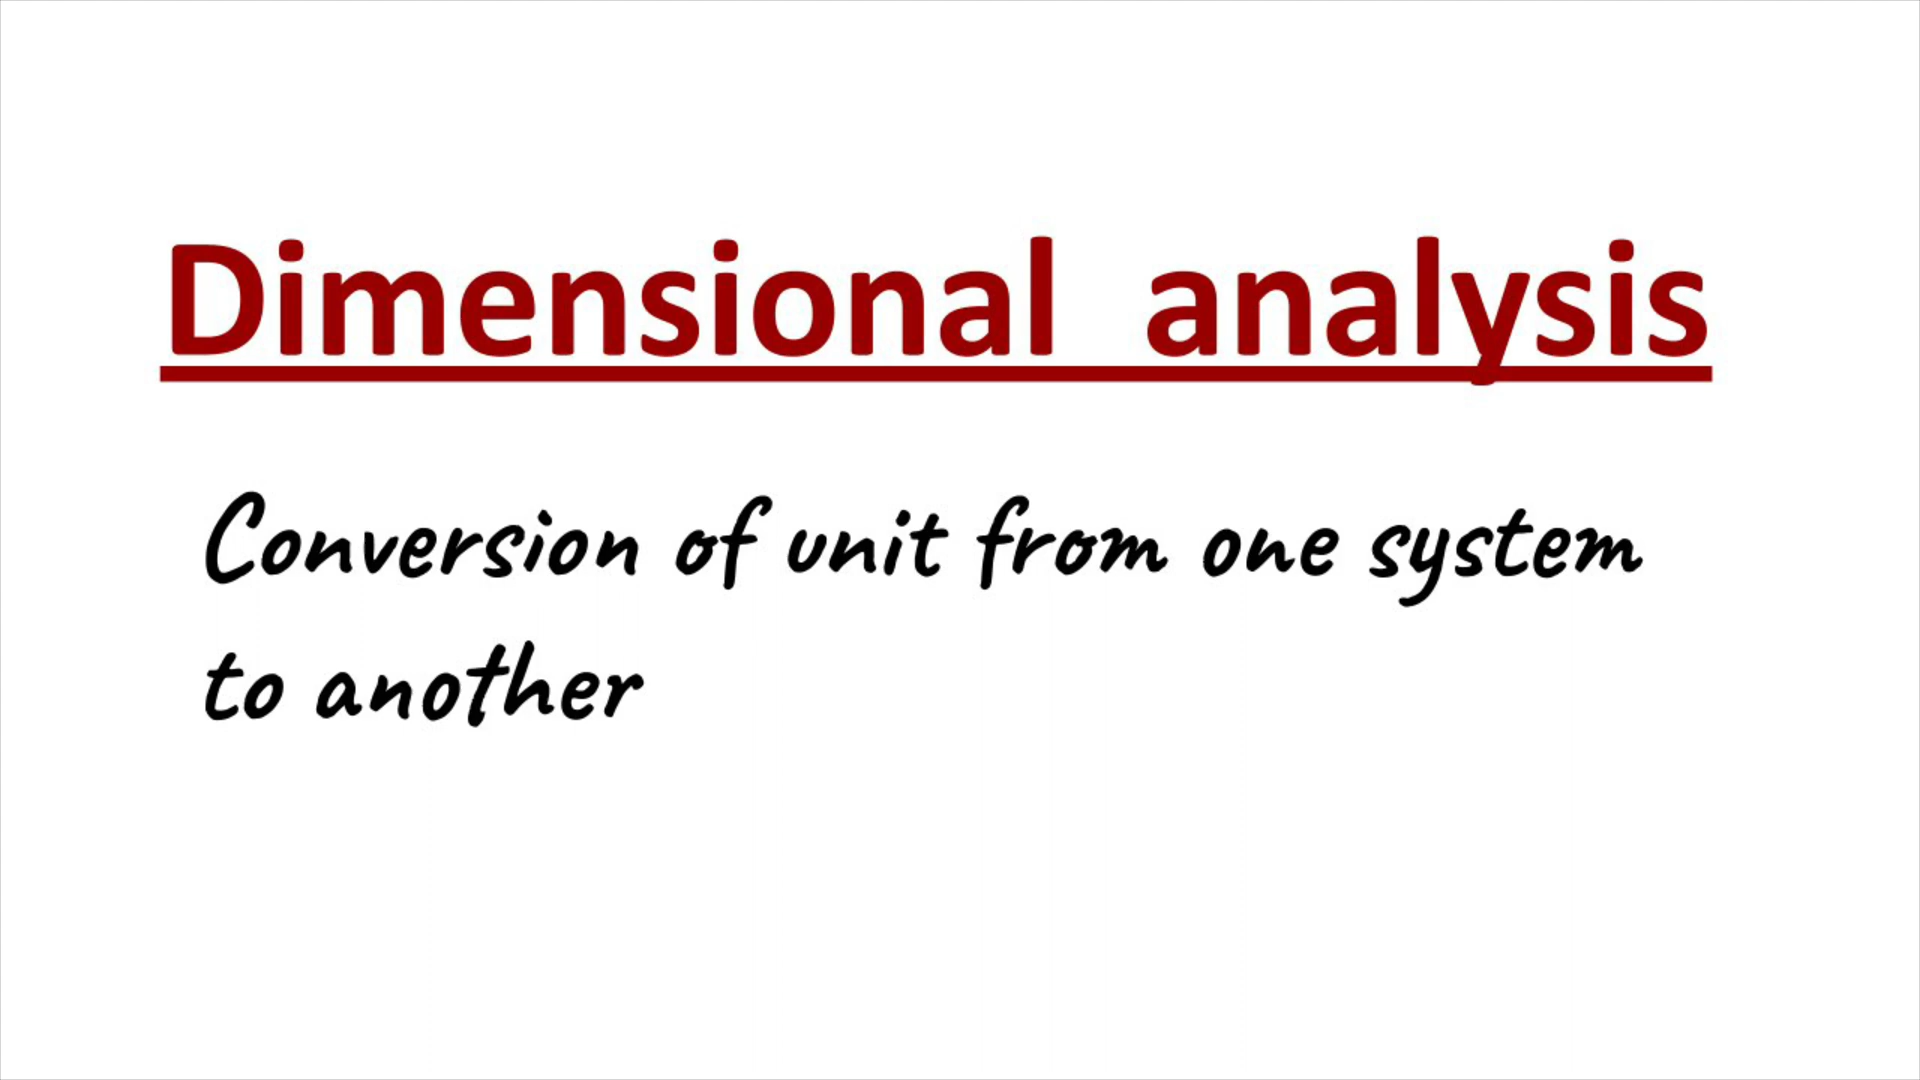 Dimensional analysis
Conversion of unit from one system
to another